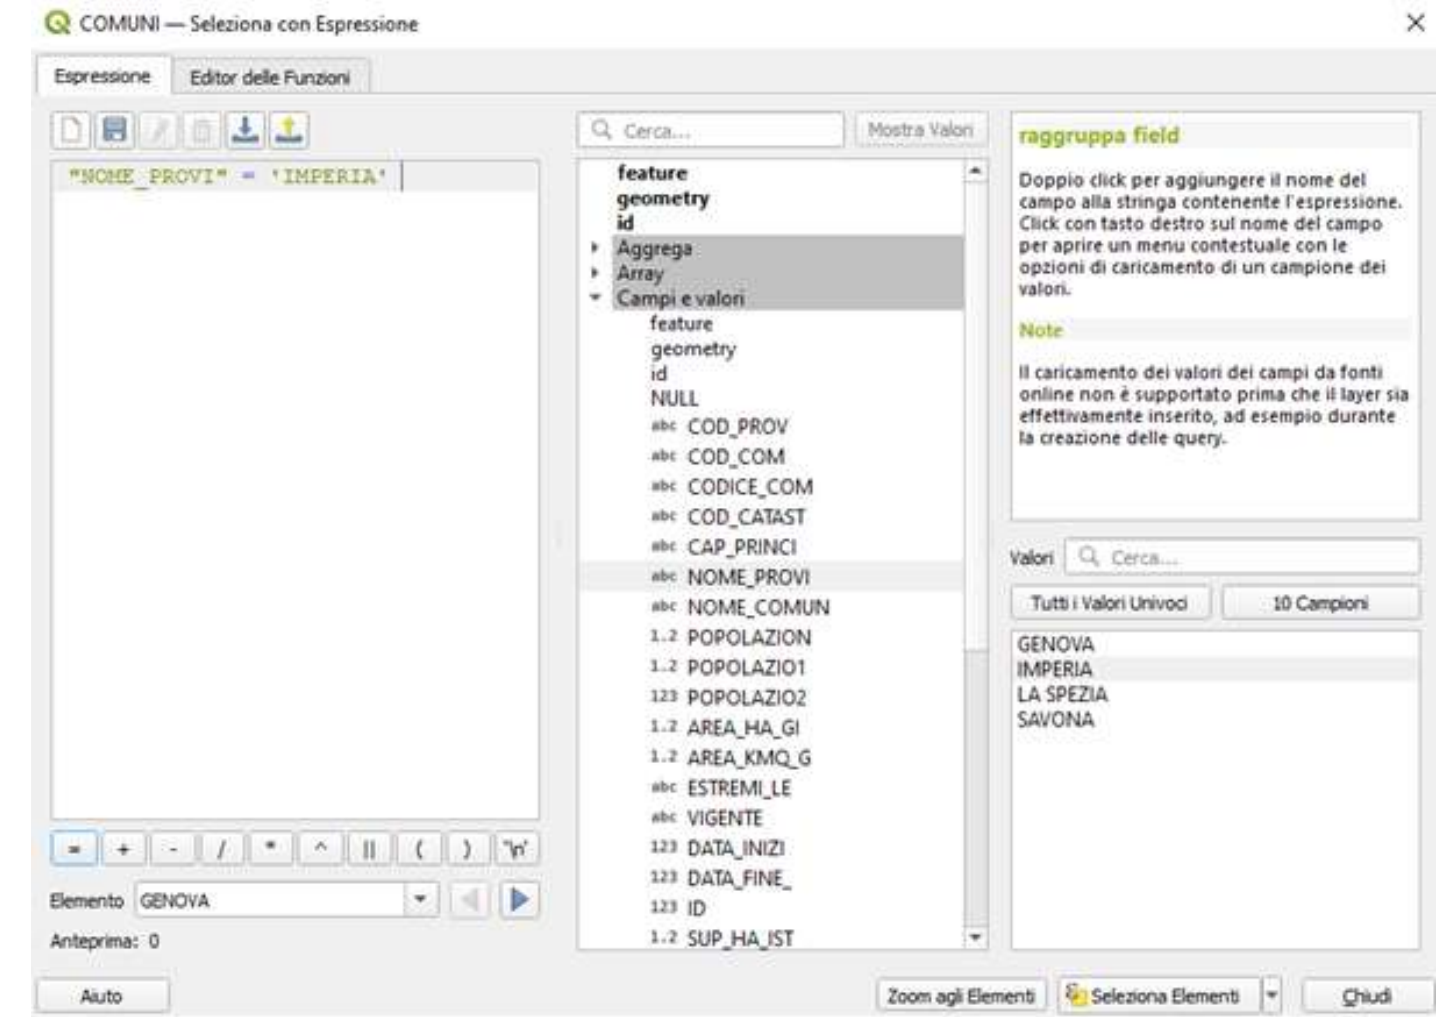 COMUNI — Seleziona con Espressione
Espressione
Editor delle Funzioni
"NOME_PROVI" = 'IMPERIA'
= + - / * ^ || ( ) '\n'
Elemento GENOVA
Anteprima: 0
Aiuto
Cerca...
Mostra Valori
feature
geometry
id
Aggrega
Array
Campi e valori
feature
geometry
id
NULL
abc COD_PROV
abc COD_COM
abc CODICE_COM
abc COD_CATAST
abc CAP_PRINCI
abc NOME_PROVI
abc NOME_COMUN
1.2 POPOLAZION
1.2 POPOLAZIO1
123 POPOLAZIO2
1.2 AREA_HA_GI
1.2 AREA_KMQ_G
abc ESTREMI_LE
abc VIGENTE
123 DATA_INIZI
123 DATA_FINE_
123 ID
1.2 SUP_HA_IST
raggruppa field
Doppio click per aggiungere il nome del
campo alla stringa contenente l'espressione.
Click con tasto destro sul nome del campo
per aprire un menu contestuale con le
opzioni di caricamento di un campione dei
valori.
Note
Il caricamento dei valori dei campi da fonti
online non è supportato prima che il layer sia
effettivamente inserito, ad esempio durante
la creazione delle query.
Valori
Cerca...
Tutti i Valori Univoci
10 Campioni
GENOVA
IMPERIA
LA SPEZIA
SAVONA
Zoom agli Elementi
Seleziona Elementi
Chiudi